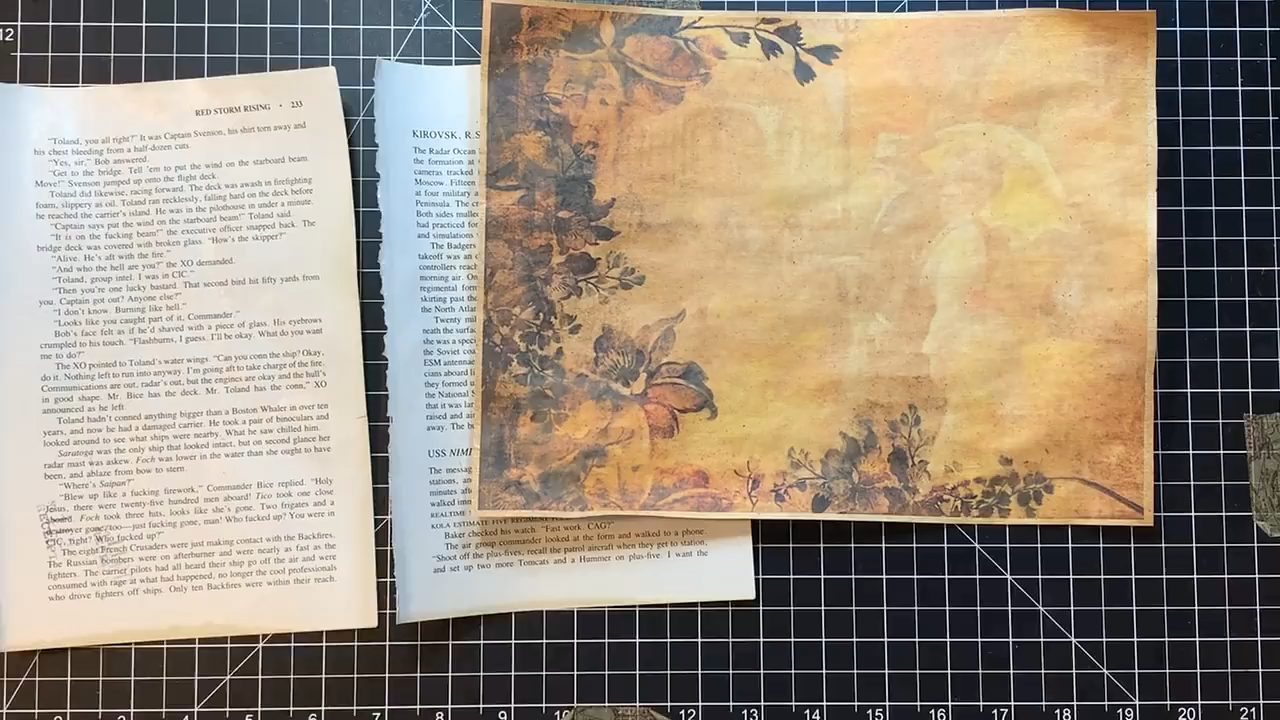 12
RED STORM RISING • 233
"Toland, you all right?" It was Captain Svenson, his shirt torn away and
his chest bleeding from a half-dozen cuts.
"Yes, sir," Bob answered.
"Get to the bridge. Tell 'em to put the wind on the starboard beam.
Move!" Svenson jumped up onto the flight deck.
Toland did likewise, racing forward. The deck was awash in firefighting
foam, slippery as oil. Toland ran recklessly, falling hard on the deck before
he reached the carrier's island. He was in the pilothouse in under a minute.
"Captain says put the wind on the starboard beam!" Toland said.
"It is on the fucking beam!" the executive officer snapped back. The
bridge deck was covered with broken glass. "How's the skipper?"
"Alive. He's aft with the fire."
"And who the hell are you?" the XO demanded.
"Toland, group intel. I was in CIC."
"Then you're one lucky bastard. That second bird hit fifty yards from
you. Captain got out? Anyone else?"
"I don't know. Burning like hell."
"Looks like you caught part of it, Commander."
Bob's face felt as if he'd shaved with a piece of glass. His eyebrows
crumpled to his touch. "Flashburns, I guess. I'll be okay. What do you want
me to do?"
The XO pointed to Toland's water wings. "Can you conn the ship? Okay,
do it. Nothing left to run into anyway. I'm going aft to take charge of the fire.
Communications are out, radar's out, but the engines are okay and the hull's
in good shape. Mr. Bice has the deck. Mr. Toland has the conn," XO
announced as he left.
Toland hadn't conned anything bigger than a Boston Whaler in over ten
years, and now he had a damaged carrier. He took a pair of binoculars and
looked around to see what ships were nearby. What he saw chilled him.
Saratoga was the only ship that looked intact, but on second glance her
radar mast was askew. Foch was lower in the water than she ought to have
been, and ablaze from bow to stern.
"Where's Saipan?"
"Blew up like a fucking firework," Commander Bice replied. "Holy
Jesus, there were twenty-five hundred men aboard! Tico took one close
aboard. Foch took three hits, looks like she's gone. Two frigates and a
destroyer gone, too—just fucking gone, man! Who fucked up? You were in
CIC, right? Who fucked up?"
The eight French Crusaders were just making contact with the Backfires.
The Russian bombers were on afterburner and were nearly as fast as the
fighters. The carrier pilots had all heard their ship go off the air and were
consumed with rage at what had happened, no longer the cool professionals
who drove fighters off ships. Only ten Backfires were within their reach.
KIROVSK, R.S
The Radar Ocean
the formation at
cameras tracked
Moscow. Fifteen
at four military a
Peninsula. The cr
Both sides
had practiced for
and simulations
The Badgers
takeoff was an
controllers reach
morning air. On
regimental form
skirting past the
the North Atlan
Twenty mil
neath the surfac
she was a speci
the Soviet coa
ESM antennae
cians aboard li
they formed u
the National S
that it was lar
raised and air
away. The bu
USS NIMI
The messag
stations, an
minutes aft
walked imm
REALTIME
KOLA ESTIMATE FIVE REGIMENT
Baker checked his watch. "Fast work. CAG?"
The air group commander looked at the form and walked to a phone.
"Shoot off the plus-fives, recall the patrol aircraft when they get to station,
and set up two more Tomcats and a Hummer on plus-five. I want the
2 3 4 5 6 7 8 9 10 12 13 14 15 16 17 18 19 20 21